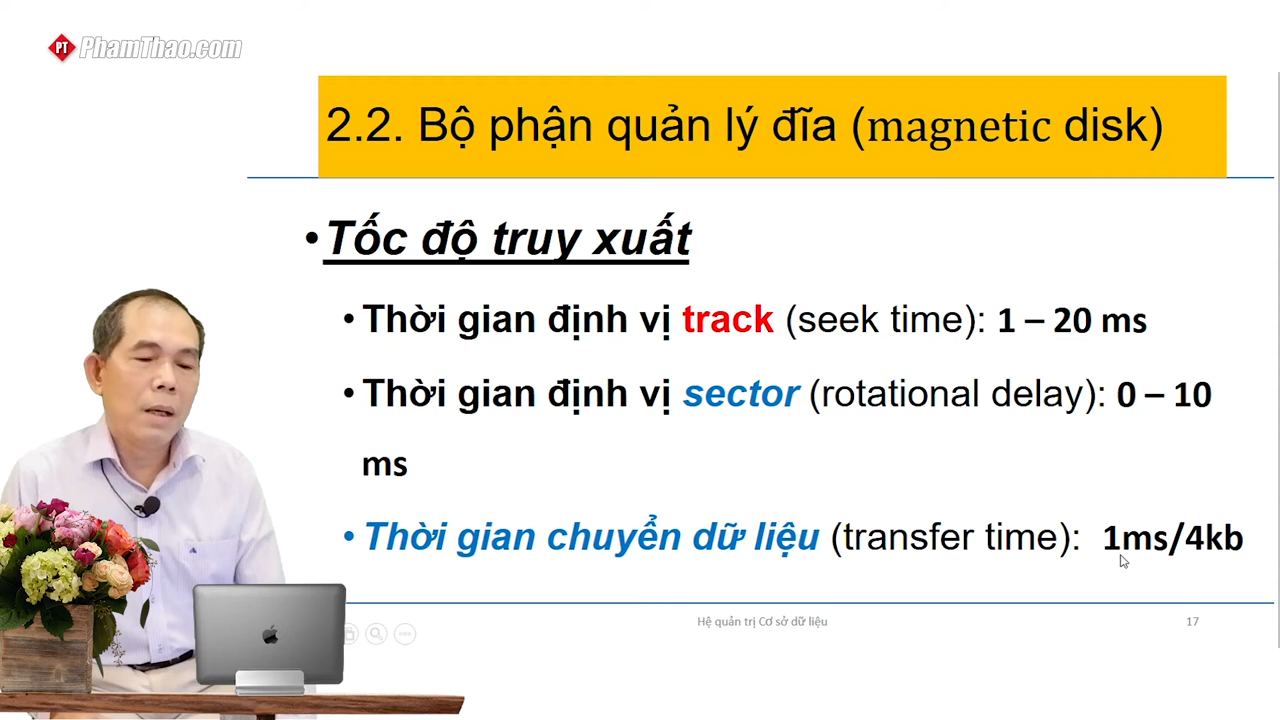 PT PhamThao.com
2.2. Bộ phận quản lý đĩa (magnetic disk)
•Tốc độ truy xuất
•Thời gian định vị track (seek time): 1 – 20 ms
•Thời gian định vị sector (rotational delay): 0 – 10
ms
•Thời gian chuyển dữ liệu (transfer time): 1ms/4kb
Hệ quản trị Cơ sở dữ liệu 17